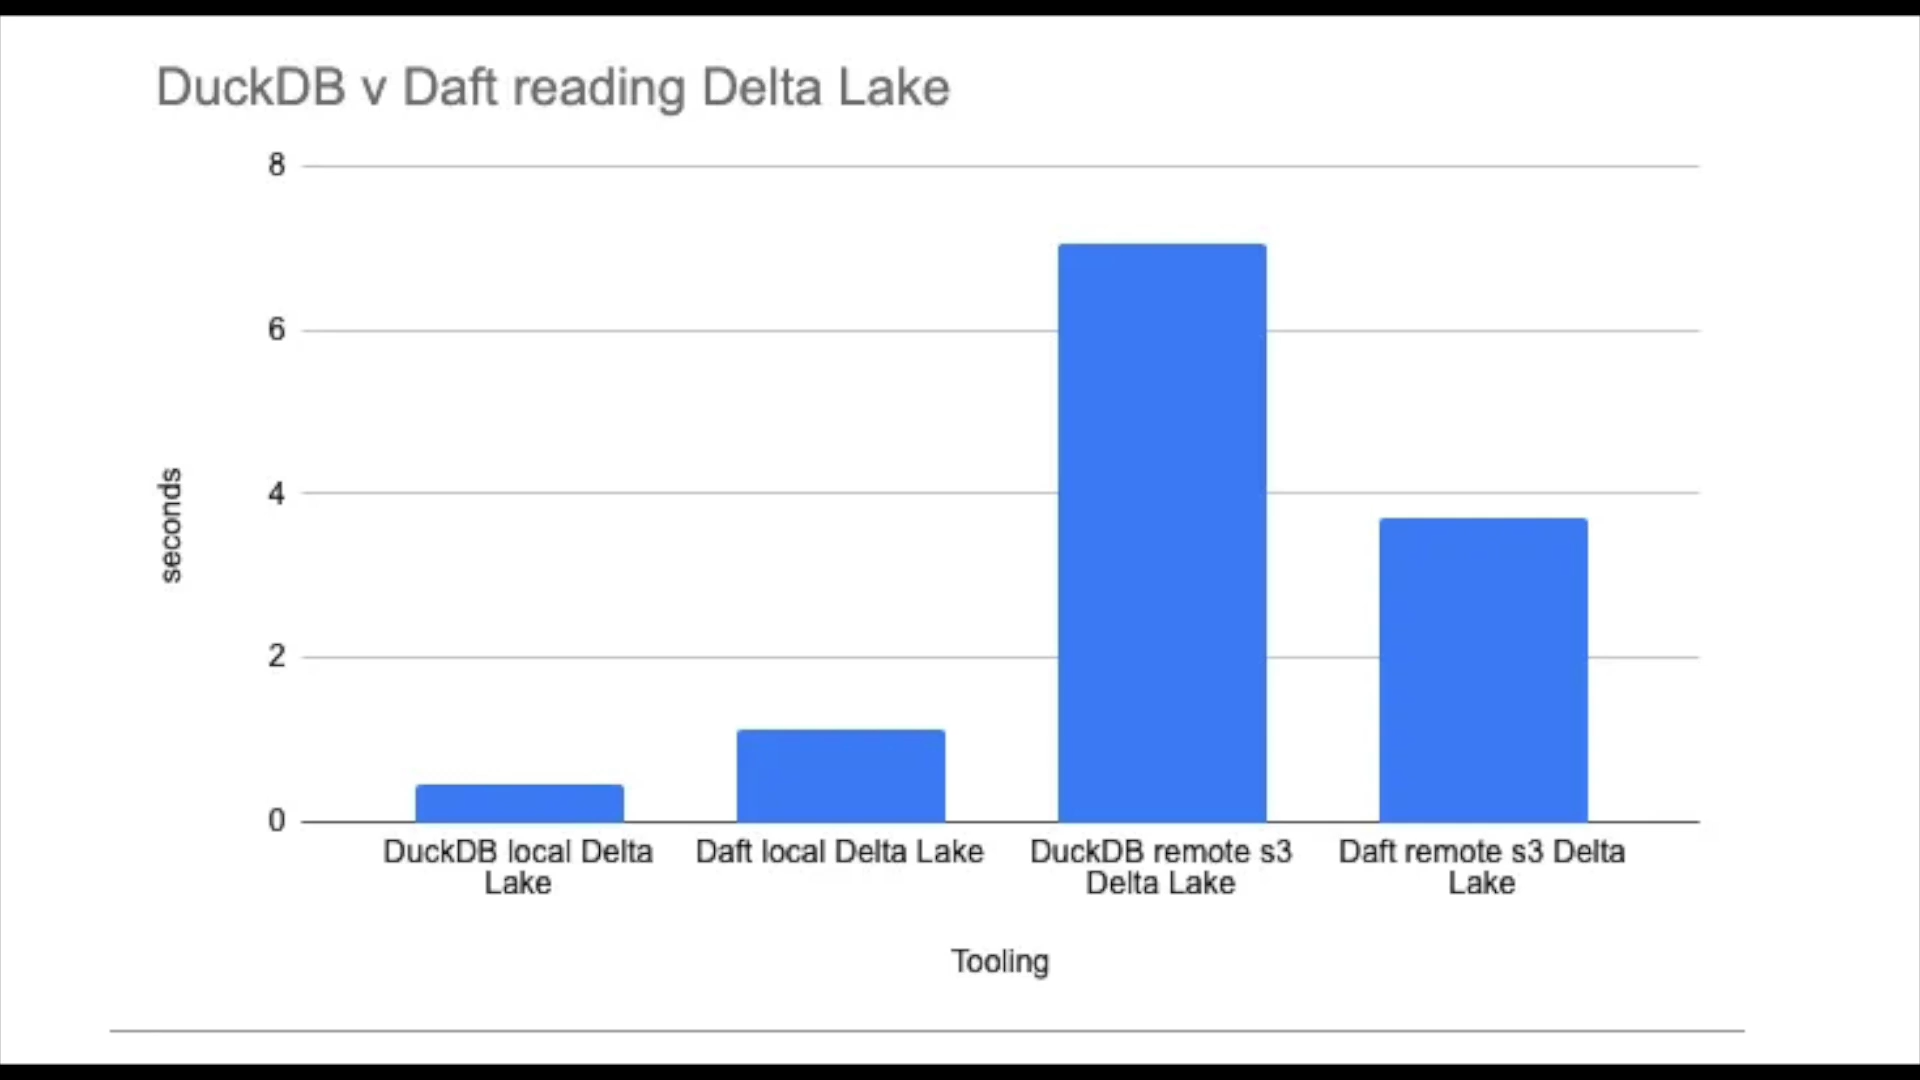 DuckDB v Daft reading Delta Lake
8
6
4
2
0
seconds
DuckDB local Delta
Lake
Daft local Delta Lake
DuckDB remote s3
Delta Lake
Daft remote s3 Delta
Lake
Tooling